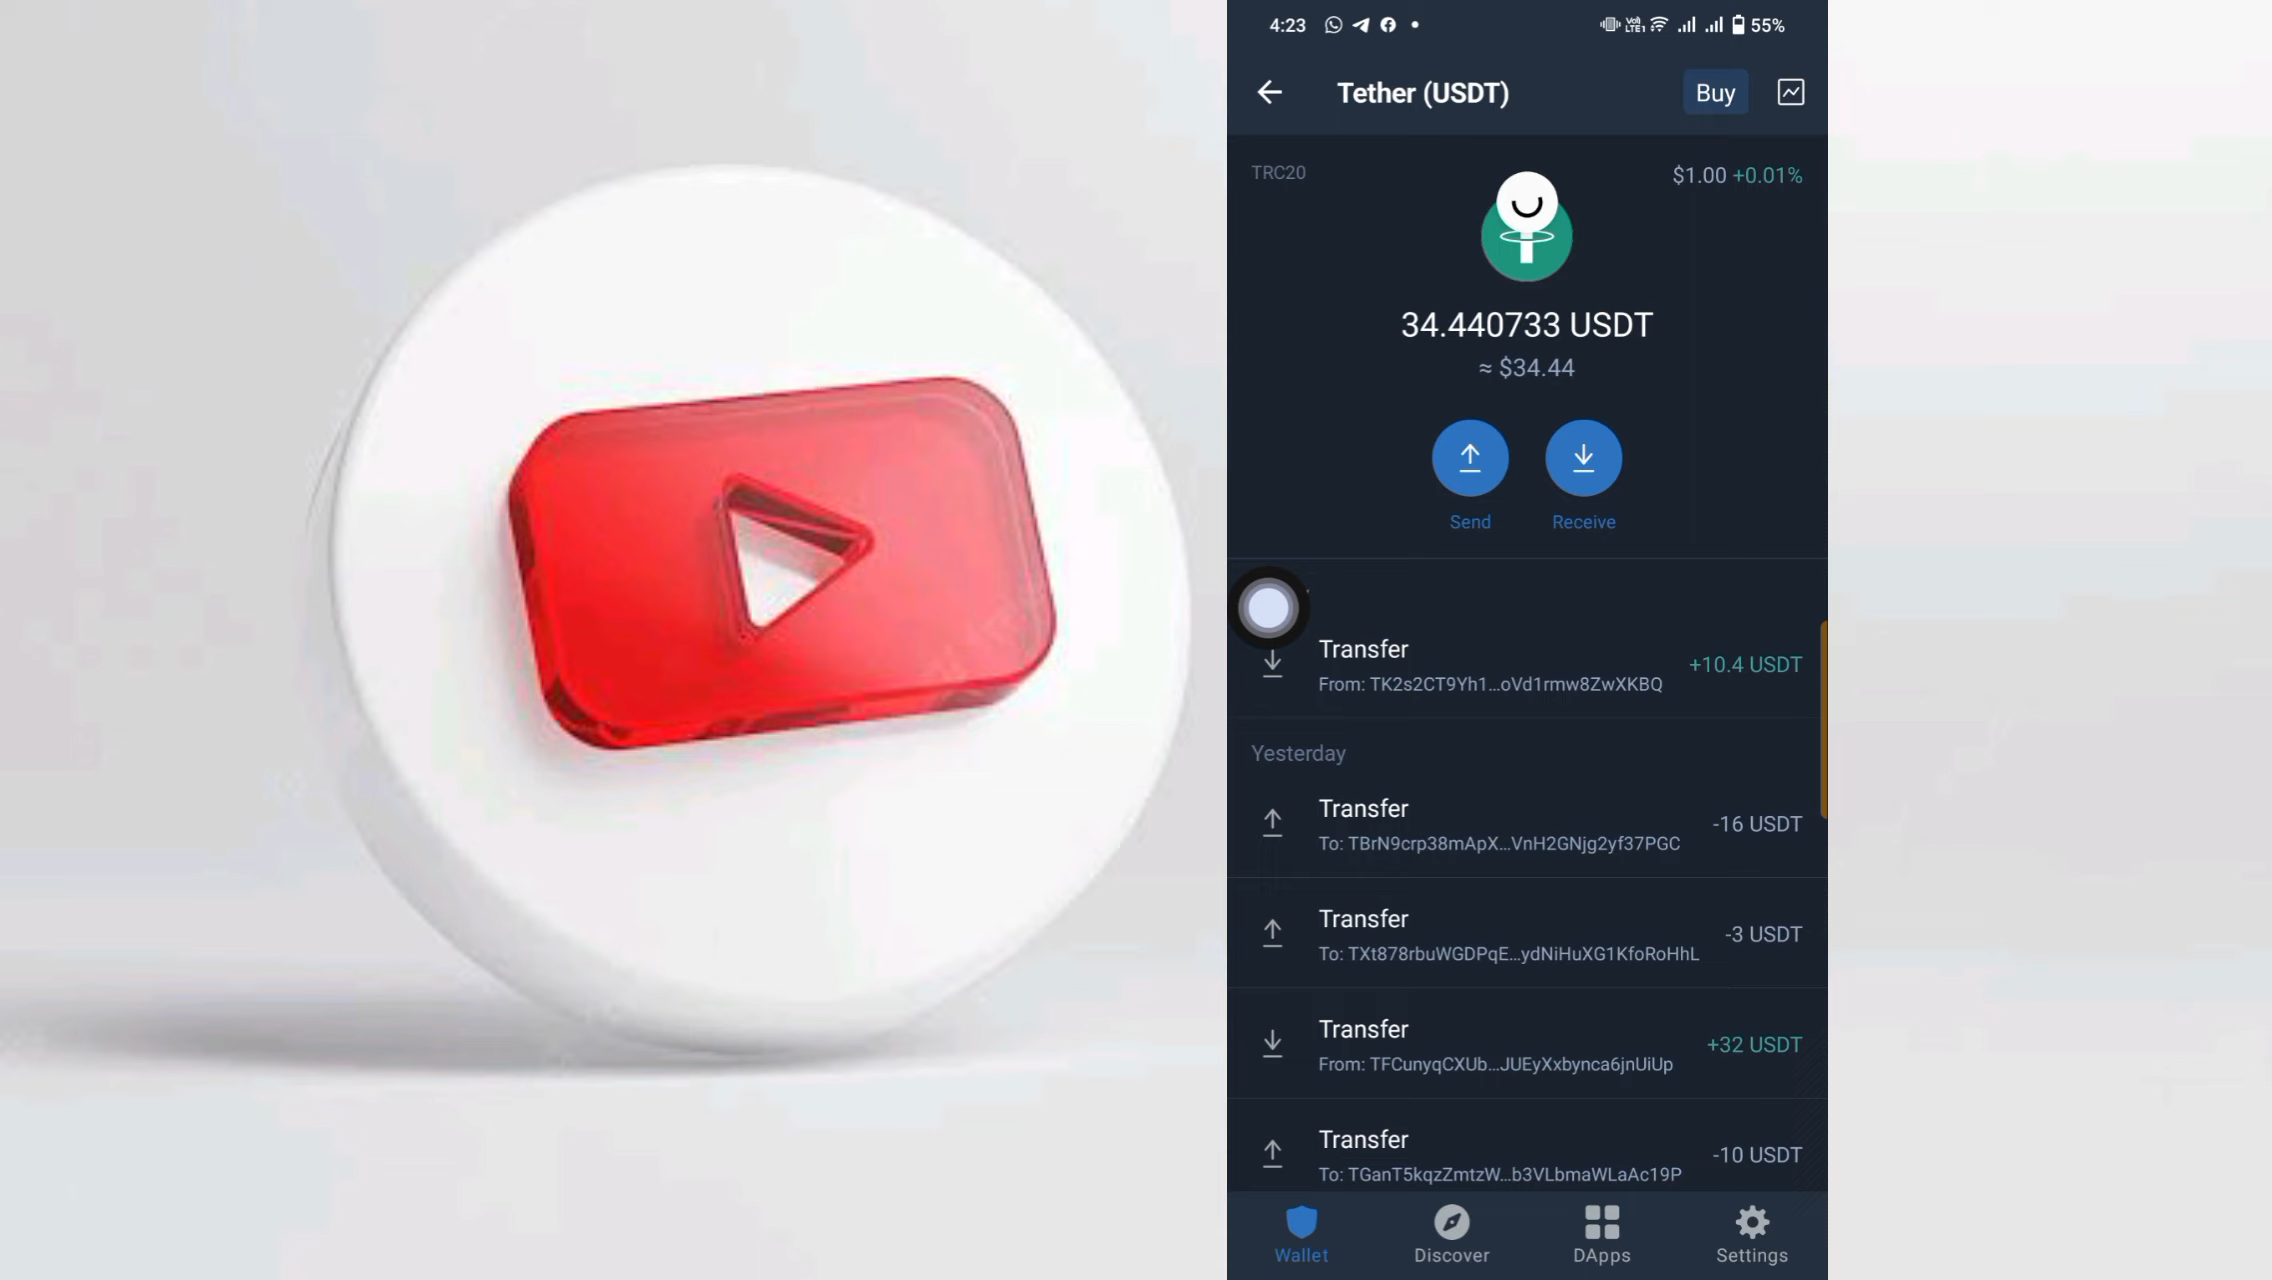 4:23
Vo) LTE1 55%
Tether (USDT)
Buy
TRC20
$1.00 +0.01%
34.440733 USDT
≈ $34.44
Send
Receive
Transfer
+10.4 USDT
From: TK2s2CT9Yh1...oVd1rmw8ZwXKBQ
Yesterday
Transfer
-16 USDT
To: TBrN9crp38mApX...VnH2GNjg2yf37PGC
Transfer
-3 USDT
To: TXt878rbuWGDPqE...ydNiHuXG1KfoRoHhL
Transfer
+32 USDT
From: TFCunyqCXUb...JUEyXxbynca6jnUiUp
Transfer
-10 USDT
To: TGanT5kqzZmtzW...b3VLbmaWLaAc19P
Wallet
Discover
DApps
Settings